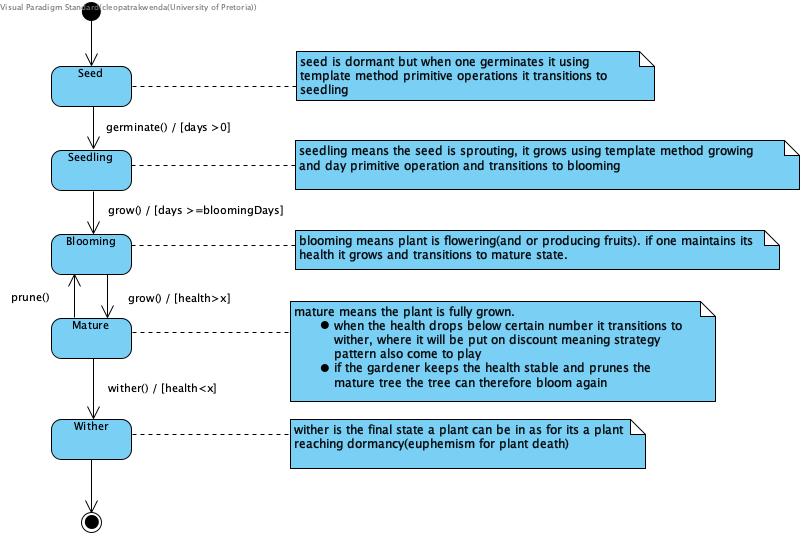 Visual Paradigm Standard(cleopatrakwenda(University of Pretoria))
Seed
seed is dormant but when one germinates it using
template method primitive operations it transitions to
seedling
germinate() / [days >0]
Seedling
seedling means the seed is sprouting, it grows using template method growing
and day primitive operation and transitions to blooming
grow() / [days >=bloomingDays]
Blooming
blooming means plant is flowering(and or producing fruits). if one maintains its
health it grows and transitions to mature state.
prune()
grow() / [health>x]
Mature
mature means the plant is fully grown.
● when the health drops below certain number it transitions to
wither, where it will be put on discount meaning strategy
pattern also come to play
● if the gardener keeps the health stable and prunes the
mature tree the tree can therefore bloom again
wither() / [health<x]
Wither
wither is the final state a plant can be in as for its a plant
reaching dormancy(euphemism for plant death)